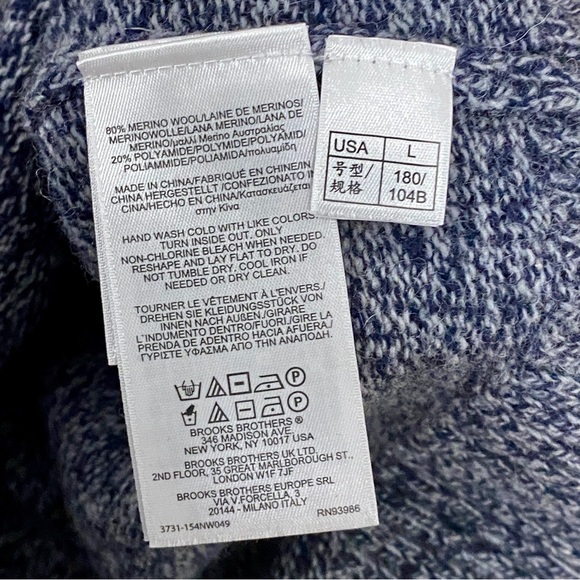 80% MERINO WOOL/LAINE DE MERINOS/
MERINOWOLLE/LANA MERINO/LANA DE
MERINO/μαλλί Merino Αυστραλίας
20% POLYAMIDE/POLYMIDE/POLYAMID/
POLIAMMIDE/POLIAMIDA/πολυαμίδη
MADE IN CHINA/FABRIQUÉ EN CHINE/IN
CHINA HERGESTELLT /CONFEZIONATO IN
CINA/HECHO EN CHINA/Κατασκευάζεται
στην Κίνα
HAND WASH COLD WITH LIKE COLORS.
TURN INSIDE OUT. ONLY
NON-CHLORINE BLEACH WHEN NEEDED.
RESHAPE AND LAY FLAT TO DRY. DO
NOT TUMBLE DRY. COOL IRON IF
NEEDED OR DRY CLEAN.
TOURNER LE VÊTEMENT À L'ENVERS./
DREHEN SIE KLEIDUNGSSTÜCK VON
INNEN NACH AUßEN./GIRARE
L'INDUMENTO DENTRO/FUORI/GIRE LA
PRENDA DE ADENTRO HACIA AFUERA./
ΓΥΡΙΣΤΕ ΥΦΑΣΜΑ ΑΠΟ ΤΗΝ ΑΝΑΠΟΔΗ
P
P
BROOKS BROTHERS ®
346 MADISON AVE.
NEW YORK, NY 10017 USA
BROOKS BROTHERS UK LTD.
2ND FLOOR, 35 GREAT MARLBOROUGH ST.,
LONDON W1F 7JF
BROOKS BROTHERS EUROPE SRL
VIA V.FORCELLA, 3
20144 - MILANO ITALY
3731-154NW049 RN93986
USA L
号型/规格 180/104B